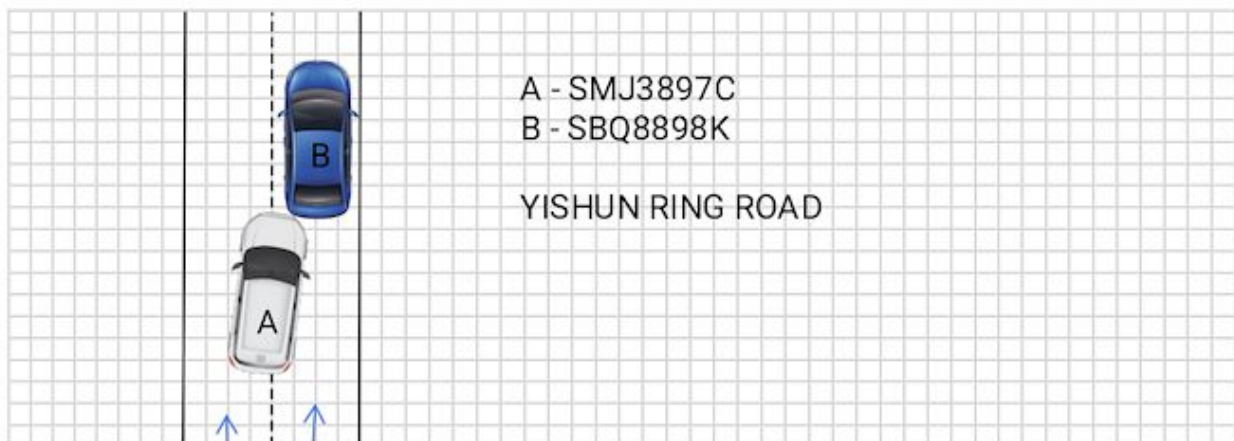 A - SMJ3897C
B - SBQ8898K
YISHUN RING ROAD
B
A